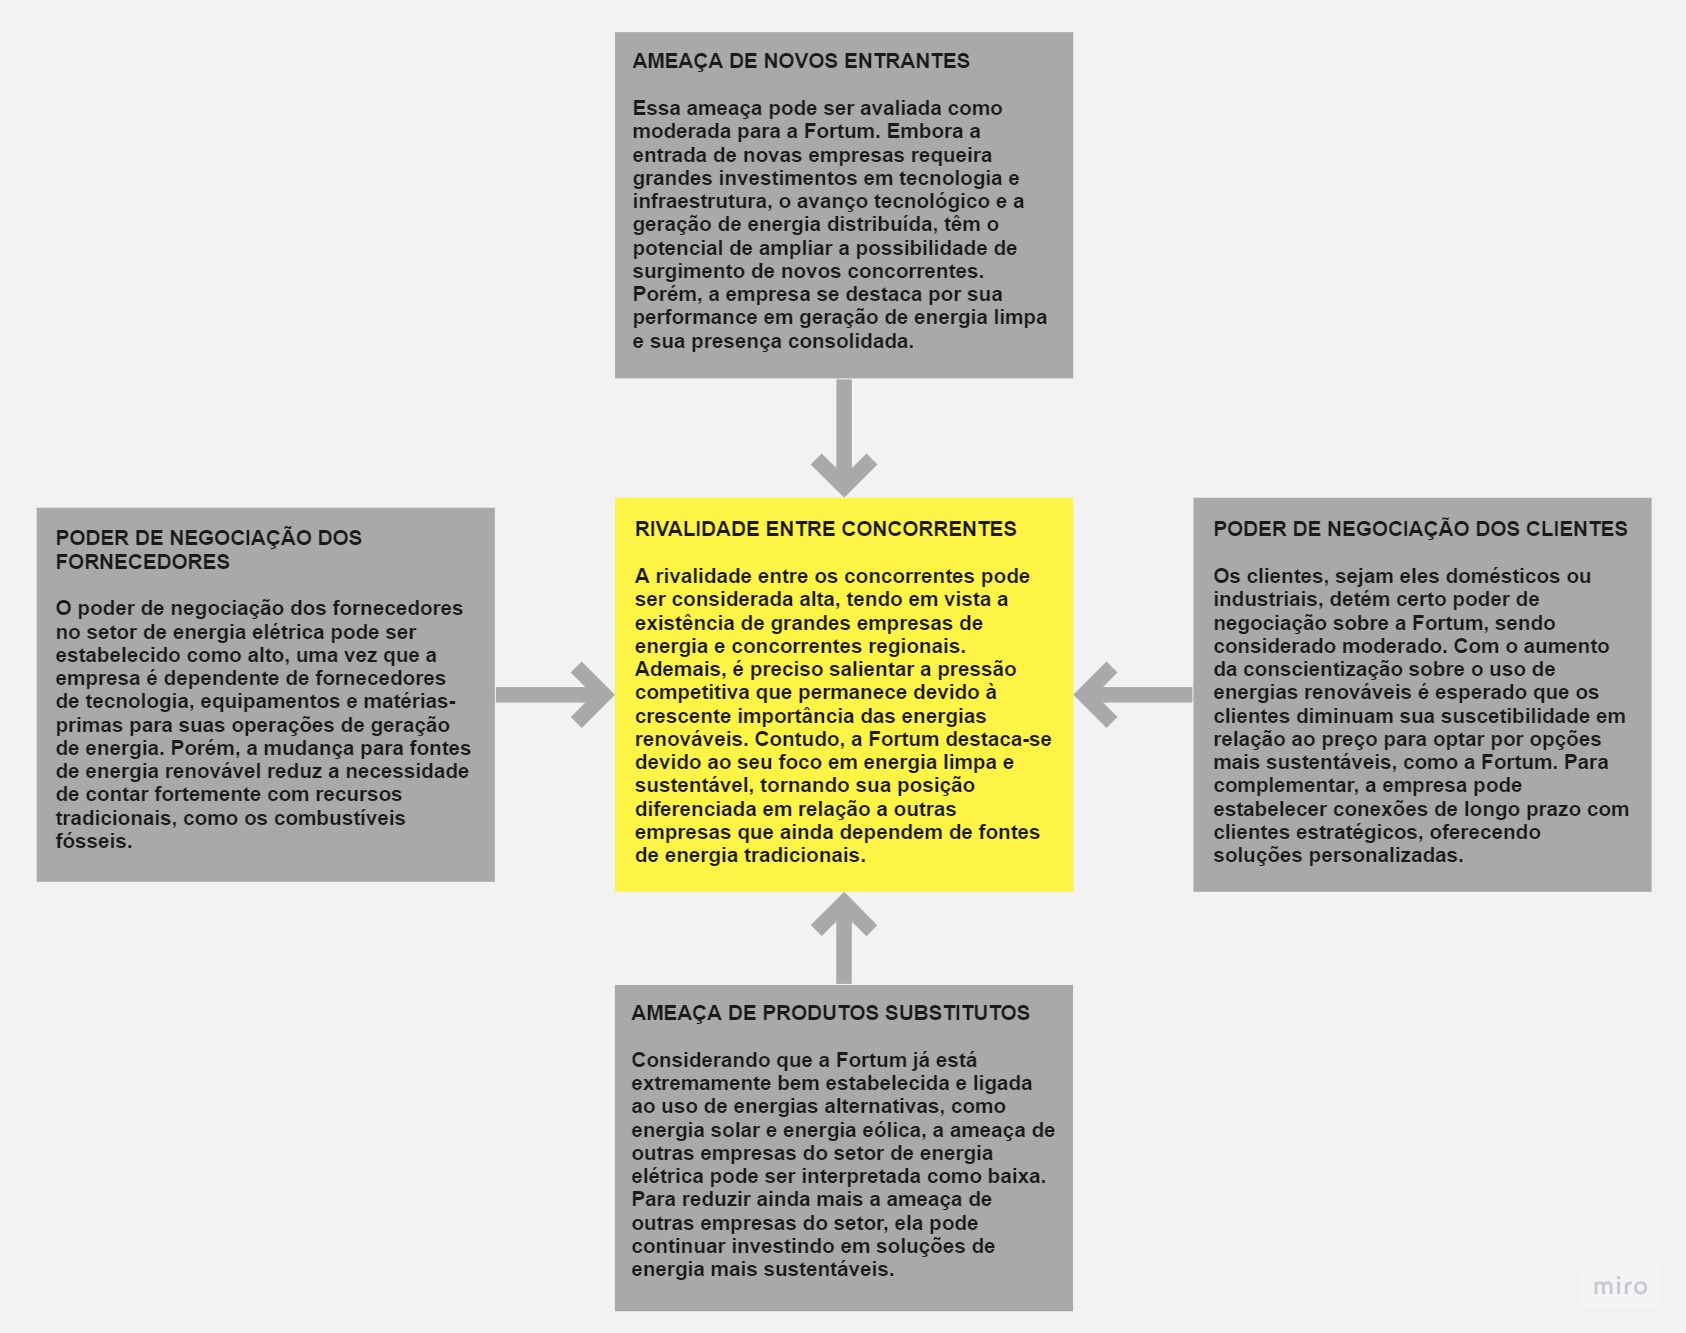 AMEAÇA DE NOVOS ENTRANTES
Essa ameaça pode ser avaliada como
moderada para a Fortum. Embora a
entrada de novas empresas requeira
grandes investimentos em tecnologia e
infraestrutura, o avanço tecnológico e a
geração de energia distribuída, têm o
potencial de ampliar a possibilidade de
surgimento de novos concorrentes.
Porém, a empresa se destaca por sua
performance em geração de energia limpa
e sua presença consolidada.
PODER DE NEGOCIAÇÃO DOS
FORNECEDORES
O poder de negociação dos fornecedores
no setor de energia elétrica pode ser
estabelecido como alto, uma vez que a
empresa é dependente de fornecedores
de tecnologia, equipamentos e matérias-
primas para suas operações de geração
de energia. Porém, a mudança para fontes
de energia renovável reduz a necessidade
de contar fortemente com recursos
tradicionais, como os combustíveis
fósseis.
RIVALIDADE ENTRE CONCORRENTES
A rivalidade entre os concorrentes pode
ser considerada alta, tendo em vista a
existência de grandes empresas de
energia e concorrentes regionais.
Ademais, é preciso salientar a pressão
competitiva que permanece devido à
crescente importância das energias
renováveis. Contudo, a Fortum destaca-se
devido ao seu foco em energia limpa e
sustentável, tornando sua posição
diferenciada em relação a outras
empresas que ainda dependem de fontes
de energia tradicionais.
PODER DE NEGOCIAÇÃO DOS CLIENTES
Os clientes, sejam eles domésticos ou
industriais, detém certo poder de
negociação sobre a Fortum, sendo
considerado moderado. Com o aumento
da conscientização sobre o uso de
energias renováveis é esperado que os
clientes diminuam sua suscetibilidade em
relação ao preço para optar por opções
mais sustentáveis, como a Fortum. Para
complementar, a empresa pode
estabelecer conexões de longo prazo com
clientes estratégicos, oferecendo
soluções personalizadas.
AMEAÇA DE PRODUTOS SUBSTITUTOS
Considerando que a Fortum já está
extremamente bem estabelecida e ligada
ao uso de energias alternativas, como
energia solar e energia eólica, a ameaça de
outras empresas do setor de energia
elétrica pode ser interpretada como baixa.
Para reduzir ainda mais a ameaça de
outras empresas do setor, ela pode
continuar investindo em soluções de
energia mais sustentáveis.
miro